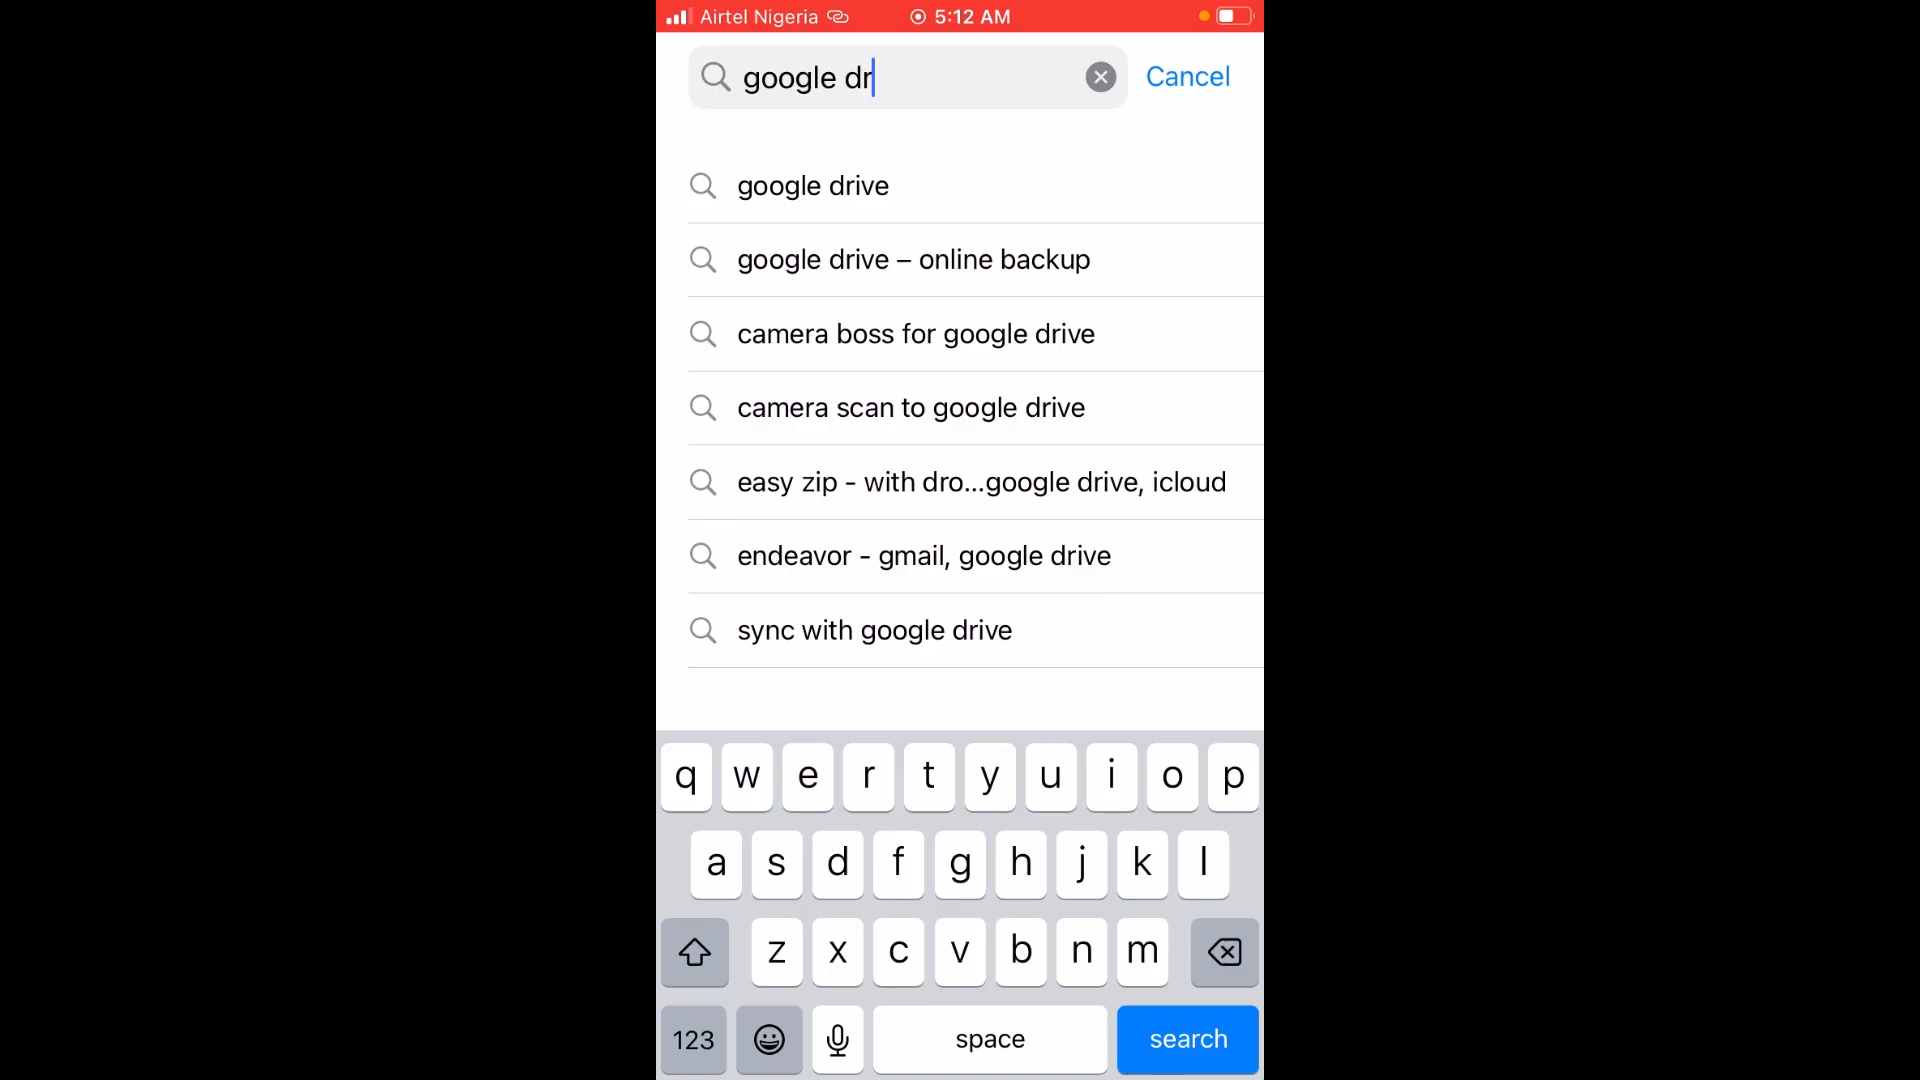 Airtel Nigeria 5:12 AM
google dr Cancel
google drive
google drive – online backup
camera boss for google drive
camera scan to google drive
easy zip - with dro...google drive, icloud
endeavor - gmail, google drive
sync with google drive
q w e r t y u i o p
a s d f g h j k l
z x c v b n m
123 space search